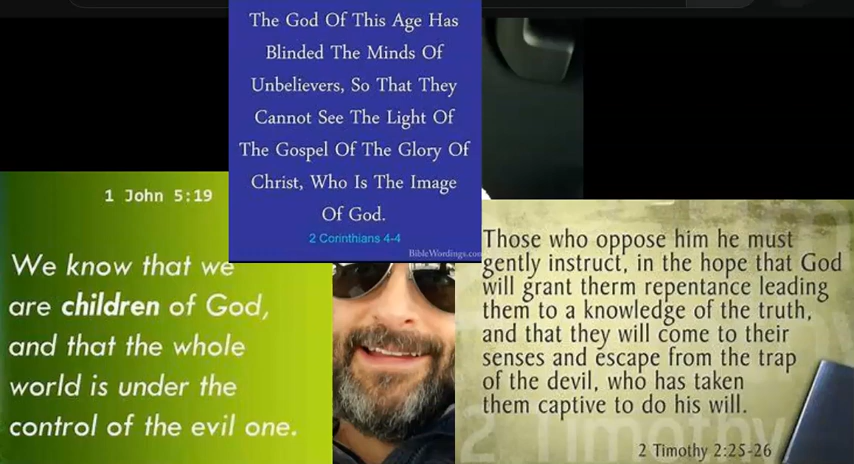 The God Of This Age Has
Blinded The Minds Of
Unbelievers, So That They
Cannot See The Light Of
The Gospel Of The Glory Of
Christ, Who Is The Image
Of God.
2 Corinthians 4-4
BibleWordings.com
1 John 5:19
We know that we
are children of God,
and that the whole
world is under the
control of the evil one.
Those who oppose him he must
gently instruct, in the hope that God
will grant therm repentance leading
them to a knowledge of the truth,
and that they will come to their
senses and escape from the trap
of the devil, who has taken
them captive to do his will.
2 Timothy
2 Timothy 2:25-26